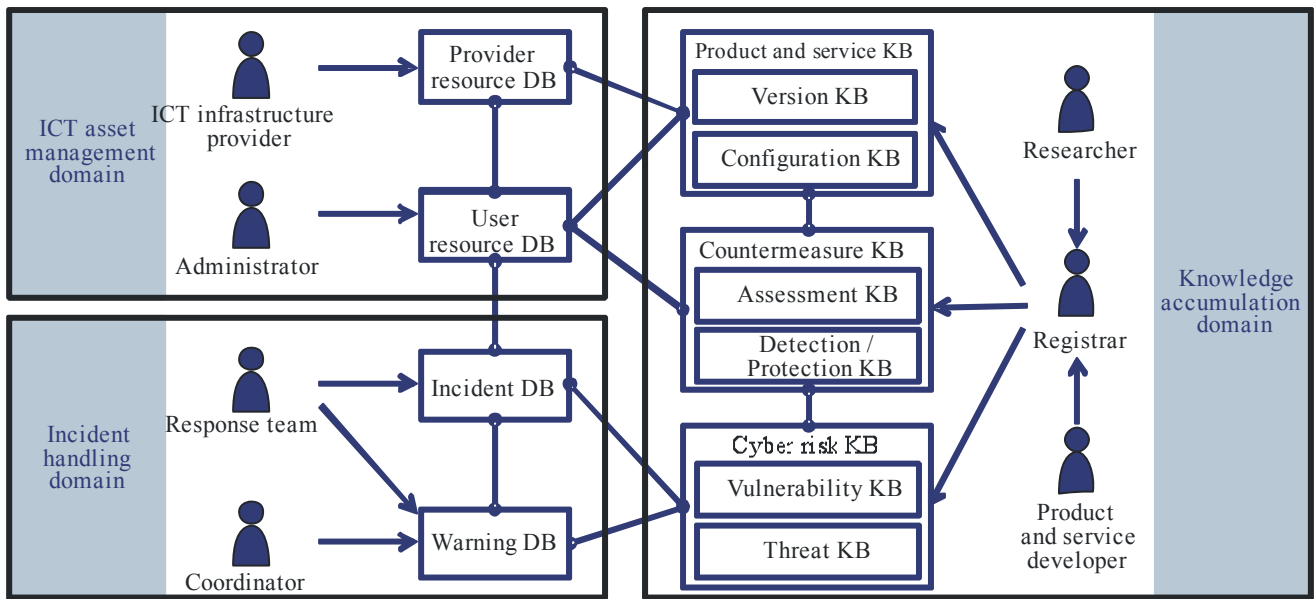 ICT asset
management
domain
ICT infrastructure
provider
Administrator
Provider
resource DB
User
resource DB
Incident
handling
domain
Response team
Coordinator
Incident DB
Warning DB
Product and service KB
Version KB
Configuration KB
Countermeasure KB
Assessment KB
Detection /
Protection KB
Cyber risk KB
Vulnerability KB
Threat KB
Researcher
Registrar
Product
and service
developer
Knowledge
accumulation
domain